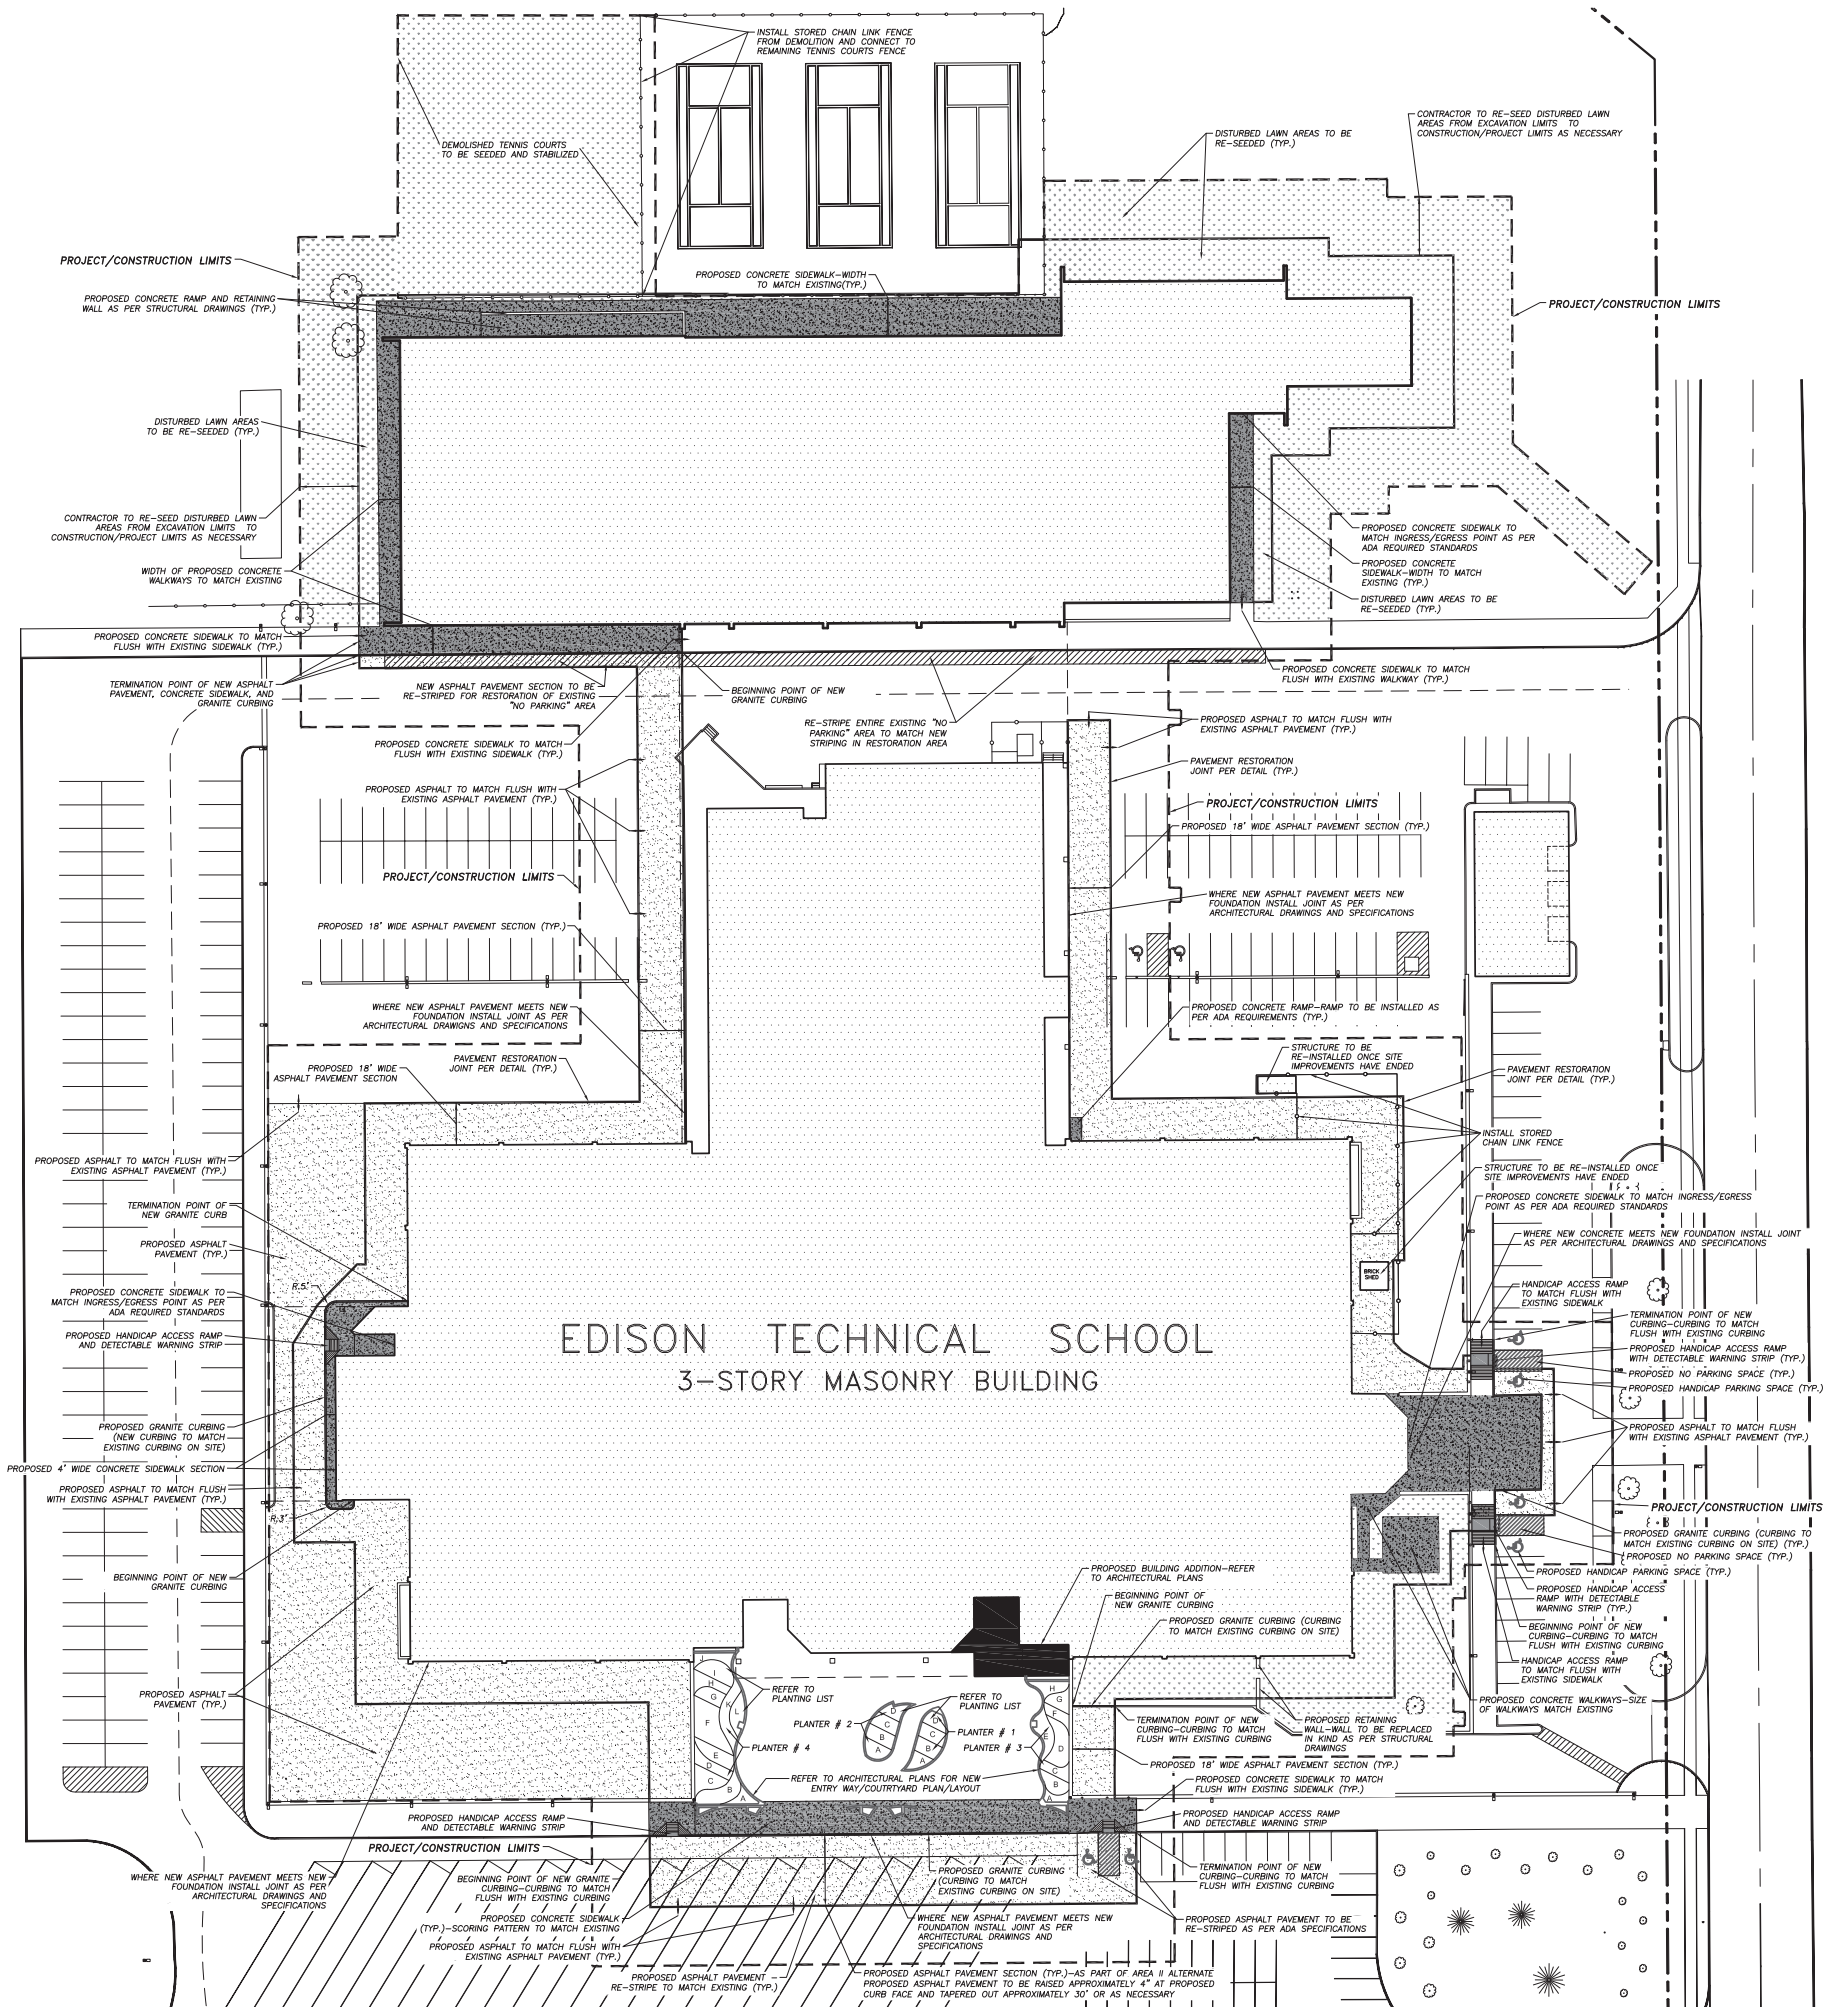 INSTALL STORED CHAIN LINK FENCE
FROM DEMOLITION AND CONNECT TO
REMAINING TENNIS COURTS FENCE
CONTRACTOR TO RE-SEED DISTURBED LAWN
AREAS FROM EXCAVATION LIMITS TO
CONSTRUCTION/PROJECT LIMITS AS NECESSARY
DISTURBED LAWN AREAS TO BE
RE-SEEDED (TYP.)
DEMOLISHED TENNIS COURTS
TO BE SEEDED AND STABILIZED
PROJECT/CONSTRUCTION LIMITS
PROPOSED CONCRETE SIDEWALK-WIDTH
TO MATCH EXISTING(TYP.)
PROPOSED CONCRETE RAMP AND RETAINING
WALL AS PER STRUCTURAL DRAWINGS (TYP.)
PROJECT/CONSTRUCTION LIMITS
DISTURBED LAWN AREAS
TO BE RE-SEEDED (TYP.)
CONTRACTOR TO RE-SEED DISTURBED LAWN
AREAS FROM EXCAVATION LIMITS TO
CONSTRUCTION/PROJECT LIMITS AS NECESSARY
PROPOSED CONCRETE SIDEWALK TO
MATCH INGRESS/EGRESS POINT AS PER
ADA REQUIRED STANDARDS
PROPOSED CONCRETE
SIDEWALK-WIDTH TO MATCH
EXISTING (TYP.)
WIDTH OF PROPOSED CONCRETE
WALKWAYS TO MATCH EXISTING
DISTURBED LAWN AREAS TO BE
RE-SEEDED (TYP.)
PROPOSED CONCRETE SIDEWALK TO MATCH
FLUSH WITH EXISTING SIDEWALK (TYP.)
PROPOSED CONCRETE SIDEWALK TO MATCH
FLUSH WITH EXISTING WALKWAY (TYP.)
TERMINATION POINT OF NEW ASPHALT
PAVEMENT, CONCRETE SIDEWALK, AND
GRANITE CURBING
NEW ASPHALT PAVEMENT SECTION TO BE
RE-STRIPED FOR RESTORATION OF EXISTING
"NO PARKING" AREA
BEGINNING POINT OF NEW
GRANITE CURBING
RE-STRIPE ENTIRE EXISTING "NO
PARKING" AREA TO MATCH NEW
STRIPING IN RESTORATION AREA
PROPOSED ASPHALT TO MATCH FLUSH WITH
EXISTING ASPHALT PAVEMENT (TYP.)
PROPOSED CONCRETE SIDEWALK TO MATCH
FLUSH WITH EXISTING SIDEWALK (TYP.)
PAVEMENT RESTORATION
JOINT PER DETAIL (TYP.)
PROPOSED ASPHALT TO MATCH FLUSH WITH
EXISTING ASPHALT PAVEMENT (TYP.)
PROJECT/CONSTRUCTION LIMITS
PROPOSED 18' WIDE ASPHALT PAVEMENT SECTION (TYP.)
PROJECT/CONSTRUCTION LIMITS
WHERE NEW ASPHALT PAVEMENT MEETS NEW
FOUNDATION INSTALL JOINT AS PER
ARCHITECTURAL DRAWINGS AND SPECIFICATIONS
PROPOSED 18' WIDE ASPHALT PAVEMENT SECTION (TYP.)
WHERE NEW ASPHALT PAVEMENT MEETS NEW
FOUNDATION INSTALL JOINT AS PER
ARCHITECTURAL DRAWIGNS AND SPECIFICATIONS
PROPOSED CONCRETE RAMP-RAMP TO BE INSTALLED AS
PER ADA REQUIREMENTS (TYP.)
STRUCTURE TO BE
RE-INSTALLED ONCE SITE
IMPROVEMENTS HAVE ENDED
PAVEMENT RESTORATION
JOINT PER DETAIL (TYP.)
PROPOSED 18' WIDE
ASPHALT PAVEMENT SECTION
PAVEMENT RESTORATION
JOINT PER DETAIL (TYP.)
INSTALL STORED
CHAIN LINK FENCE
PROPOSED ASPHALT TO MATCH FLUSH WITH
EXISTING ASPHALT PAVEMENT (TYP.)
STRUCTURE TO BE RE-INSTALLED ONCE
SITE IMPROVEMENTS HAVE ENDED
PROPOSED CONCRETE SIDEWALK TO MATCH INGRESS/EGRESS
POINT AS PER ADA REQUIRED STANDARDS
TERMINATION POINT OF
NEW GRANITE CURB
WHERE NEW CONCRETE MEETS NEW FOUNDATION INSTALL JOINT
AS PER ARCHITECTURAL DRAWINGS AND SPECIFICATIONS
PROPOSED ASPHALT
PAVEMENT (TYP.)
BRICK
SHED
R.5'
HANDICAP ACCESS RAMP
TO MATCH FLUSH WITH
EXISTING SIDEWALK
PROPOSED CONCRETE SIDEWALK TO
MATCH INGRESS/EGRESS POINT AS PER
ADA REQUIRED STANDARDS
TERMINATION POINT OF NEW
CURBING-CURBING TO MATCH
FLUSH WITH EXISTING CURBING
PROPOSED HANDICAP ACCESS RAMP
AND DETECTABLE WARNING STRIP
EDISON TECHNICAL SCHOOL
3-STORY MASONRY BUILDING
PROPOSED HANDICAP ACCESS RAMP
WITH DETECTABLE WARNING STRIP (TYP.)
PROPOSED NO PARKING SPACE (TYP.)
PROPOSED HANDICAP PARKING SPACE (TYP.)
PROPOSED GRANITE CURBING
(NEW CURBING TO MATCH
EXISTING CURBING ON SITE)
PROPOSED ASPHALT TO MATCH FLUSH
WITH EXISTING ASPHALT PAVEMENT (TYP.)
PROPOSED 4' WIDE CONCRETE SIDEWALK SECTION
PROPOSED ASPHALT TO MATCH FLUSH
WITH EXISTING ASPHALT PAVEMENT (TYP.)
R.3'
PROJECT/CONSTRUCTION LIMITS
PROPOSED GRANITE CURBING (CURBING TO
MATCH EXISTING CURBING ON SITE) (TYP.)
PROPOSED NO PARKING SPACE (TYP.)
BEGINNING POINT OF NEW
GRANITE CURBING
PROPOSED BUILDING ADDITION-REFER
TO ARCHITECTURAL PLANS
PROPOSED HANDICAP PARKING SPACE (TYP.)
PROPOSED HANDICAP ACCESS
RAMP WITH DETECTABLE
WARNING STRIP (TYP.)
BEGINNING POINT OF
NEW GRANITE CURBING
PROPOSED GRANITE CURBING (CURBING
TO MATCH EXISTING CURBING ON SITE)
BEGINNING POINT OF NEW
CURBING-CURBING TO MATCH
FLUSH WITH EXISTING CURBING
HANDICAP ACCESS RAMP
TO MATCH FLUSH WITH
EXISTING SIDEWALK
PROPOSED ASPHALT
PAVEMENT (TYP.)
REFER TO
PLANTING LIST
REFER TO
PLANTING LIST
PROPOSED CONCRETE WALKWAYS-SIZE
OF WALKWAYS MATCH EXISTING
J
I
H
G
K
L
F
E
D
C
B
A
D
C
B
A
D
C
B
A
H
G
F
E
D
C
B
A
PLANTER # 2
PLANTER # 1
PLANTER # 4
PLANTER # 3
TERMINATION POINT OF NEW
CURBING-CURBING TO MATCH
FLUSH WITH EXISTING CURBING
PROPOSED RETAINING
WALL-WALL TO BE REPLACED
IN KIND AS PER STRUCTURAL
DRAWINGS
PROPOSED 18' WIDE ASPHALT PAVEMENT SECTION (TYP.)
REFER TO ARCHITECTURAL PLANS FOR NEW
ENTRY WAY/COUTRTYARD PLAN/LAYOUT
PROPOSED CONCRETE SIDEWALK TO MATCH
FLUSH WITH EXISTING SIDEWALK (TYP.)
PROPOSED HANDICAP ACCESS RAMP
AND DETECTABLE WARNING STRIP
PROPOSED HANDICAP ACCESS RAMP
AND DETECTABLE WARNING STRIP
PROJECT/CONSTRUCTION LIMITS
WHERE NEW ASPHALT PAVEMENT MEETS NEW
FOUNDATION INSTALL JOINT AS PER
ARCHITECTURAL DRAWINGS AND
SPECIFICATIONS
BEGINNING POINT OF NEW GRANITE
CURBING-CURBING TO MATCH
FLUSH WITH EXISTING CURBING
PROPOSED GRANITE CURBING
(CURBING TO MATCH
EXISTING CURBING ON SITE)
TERMINATION POINT OF NEW
CURBING-CURBING TO MATCH
FLUSH WITH EXISTING CURBING
PROPOSED CONCRETE SIDEWALK
(TYP.)-SCORING PATTERN TO MATCH EXISTING
WHERE NEW ASPHALT PAVEMENT MEETS NEW
FOUNDATION INSTALL JOINT AS PER
ARCHITECTURAL DRAWINGS AND
SPECIFICATIONS
PROPOSED ASPHALT PAVEMENT TO BE
RE-STRIPED AS PER ADA SPECIFICATIONS
PROPOSED ASPHALT TO MATCH FLUSH WITH
EXISTING ASPHALT PAVEMENT (TYP.)
PROPOSED ASPHALT PAVEMENT -
RE-STRIPE TO MATCH EXISTING (TYP.)
PROPOSED ASPHALT PAVEMENT SECTION (TYP.)-AS PART OF AREA II ALTERNATE
PROPOSED ASPHALT PAVEMENT TO BE RAISED APPROXIMATELY 4" AT PROPOSED
CURB FACE AND TAPERED OUT APPROXIMATELY 30' OR AS NECESSARY